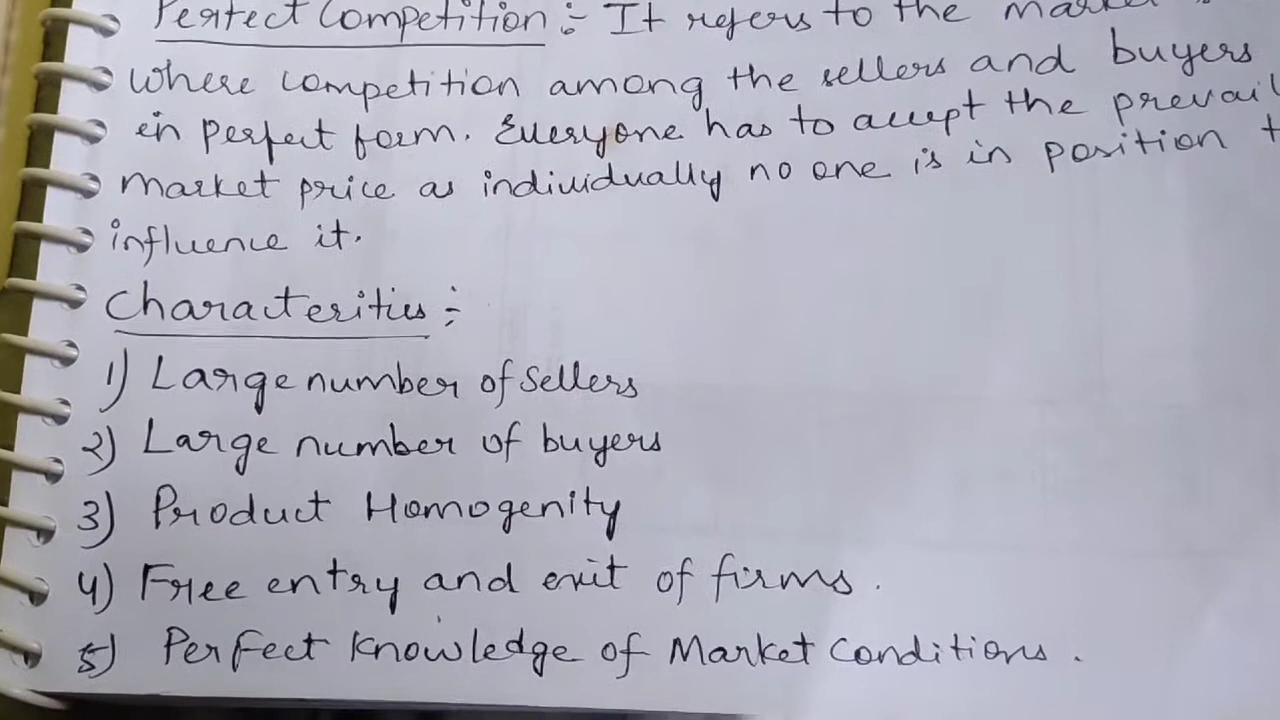 Perfect Competition :- It refers to the market
where competition among the sellers and buyers
in perfect form. Everyone has to accept the prevail
market price as individually no one is in position t
influence it.
Characteritics :-
1) Large number of sellers
2) Large number of buyers
3) Product Homogenity
4) Free entry and exit of firms.
5) Perfect Knowledge of Market Conditions.